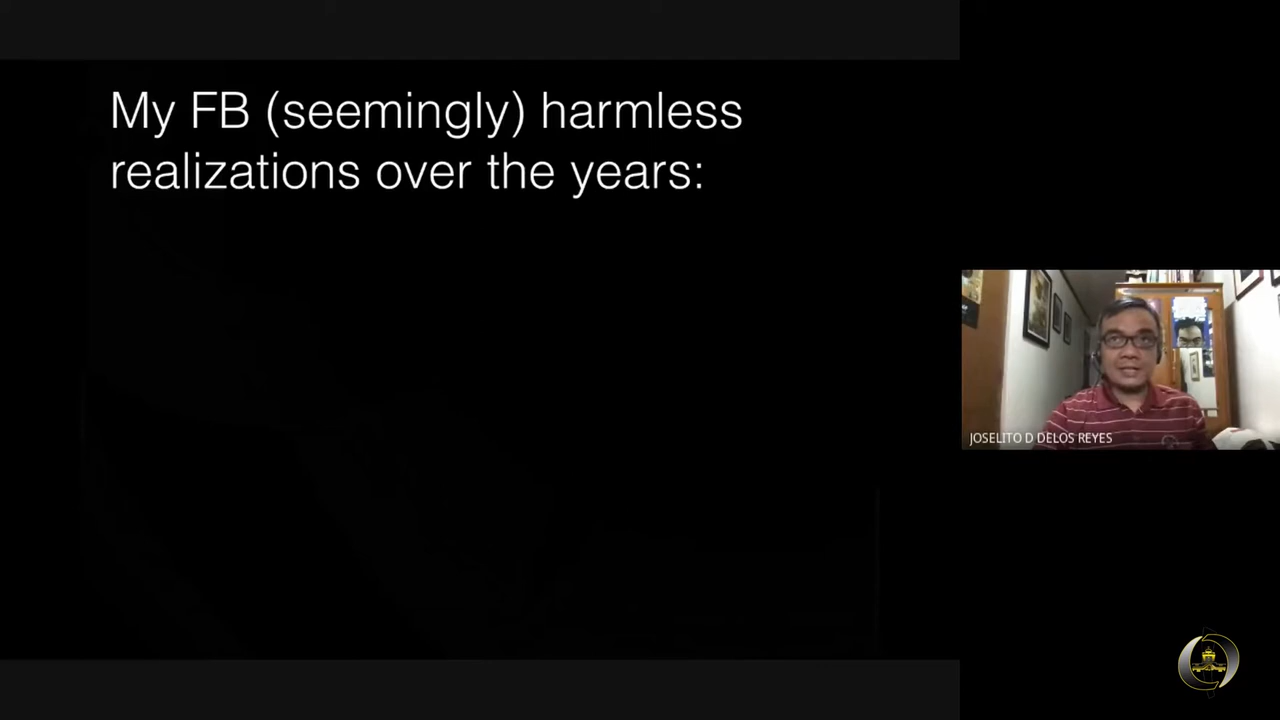 My FB (seemingly) harmless
realizations over the years:
JOSELITO D DELOS REYES